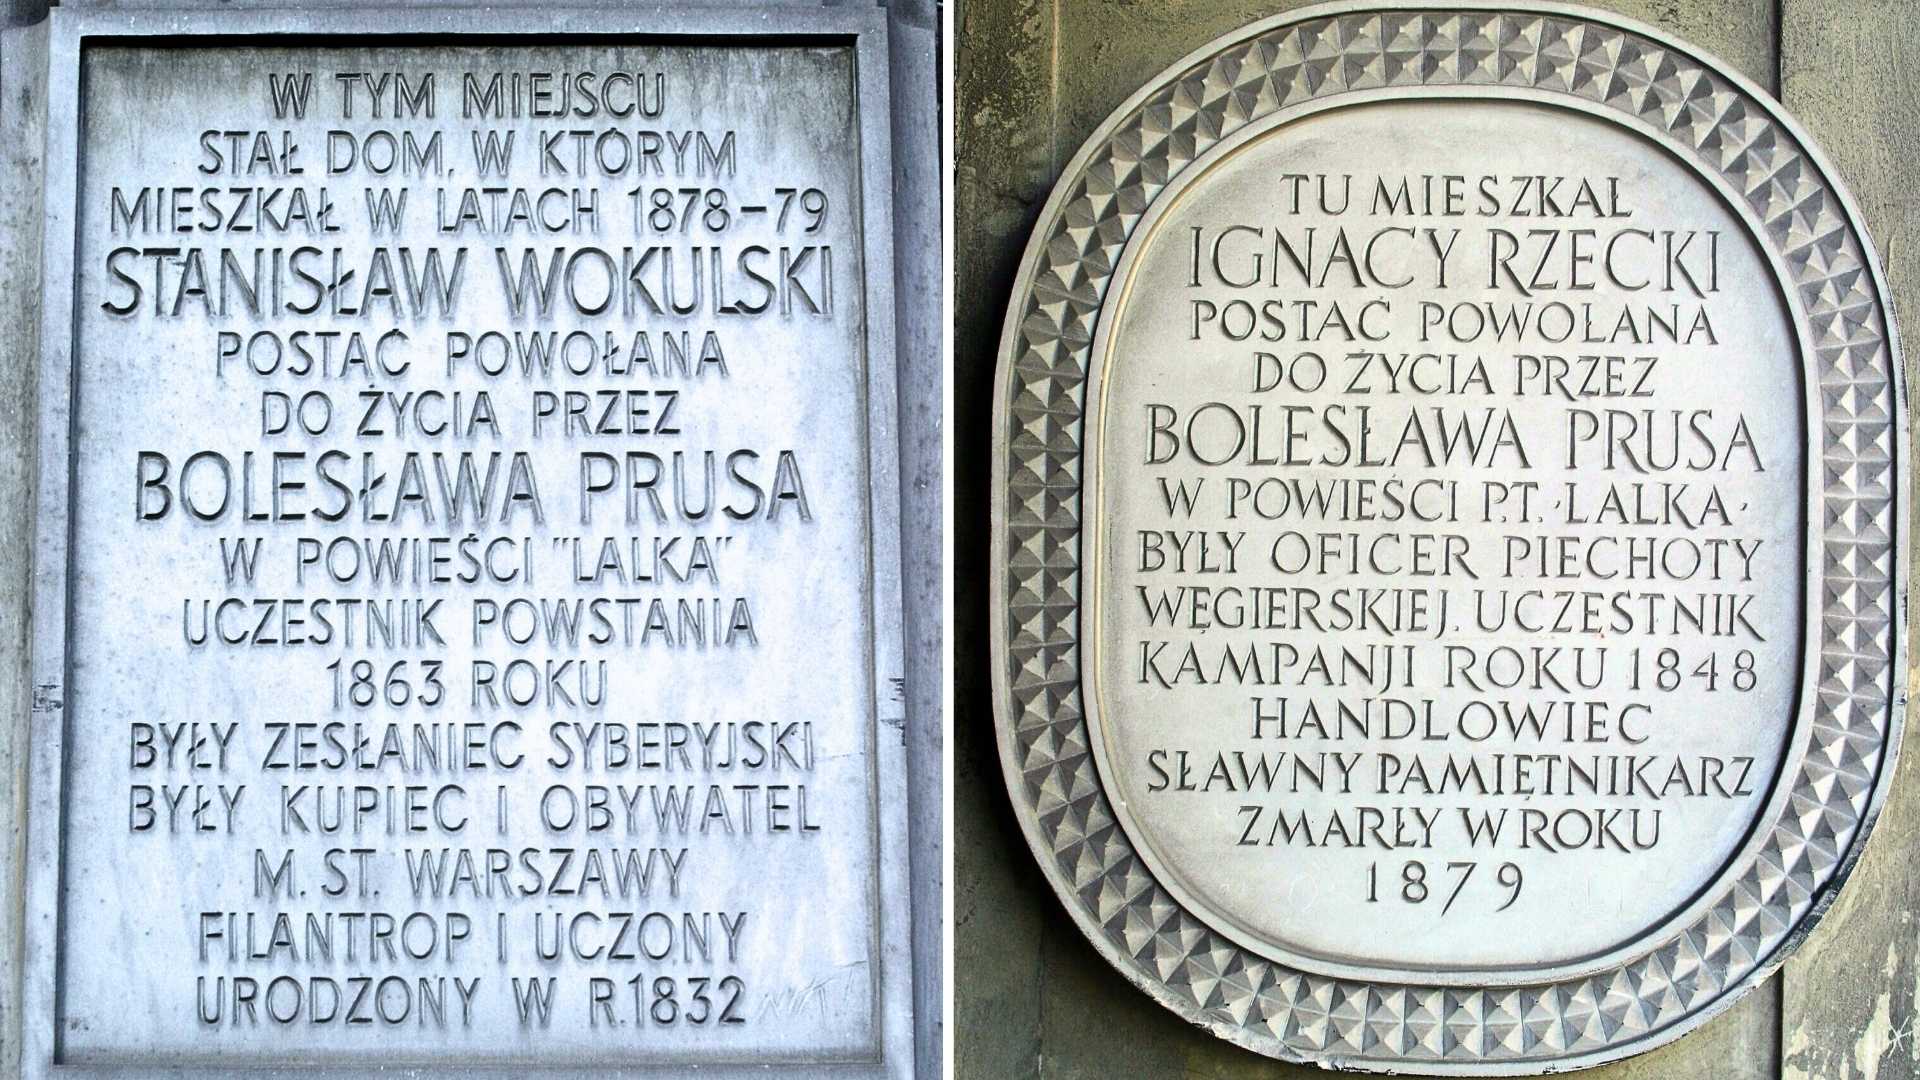 W TYM MIEJSCU
STAŁ DOM, W KTÓRYM
MIESZKAŁ W LATACH 1878-79
STANISŁAW WOKULSKI
POSTAĆ POWOŁANA
DO ŻYCIA PRZEZ
BOLESŁAWA PRUSA
W POWIEŚCI "LALKA"
UCZESTNIK POWSTANIA
1863 ROKU
BYŁY ZESŁANIEC SYBERYJSKI
BYŁY KUPIEC I OBYWATEL
M. ST. WARSZAWY
FILANTROP I UCZONY
URODZONY W R.1832
TU MIESZKAŁ
IGNACY RZECKI
POSTAĆ POWOŁANA
DO ŻYCIA PRZEZ
BOLESŁAWA PRUSA
W POWIEŚCI P.T. ·LALKA·
BYŁY OFICER PIECHOTY
WĘGIERSKIEJ. UCZESTNIK
KAMPANJI ROKU 1848
HANDLOWIEC
SŁAWNY PAMIĘTNIKARZ
ZMARŁY W ROKU
1879